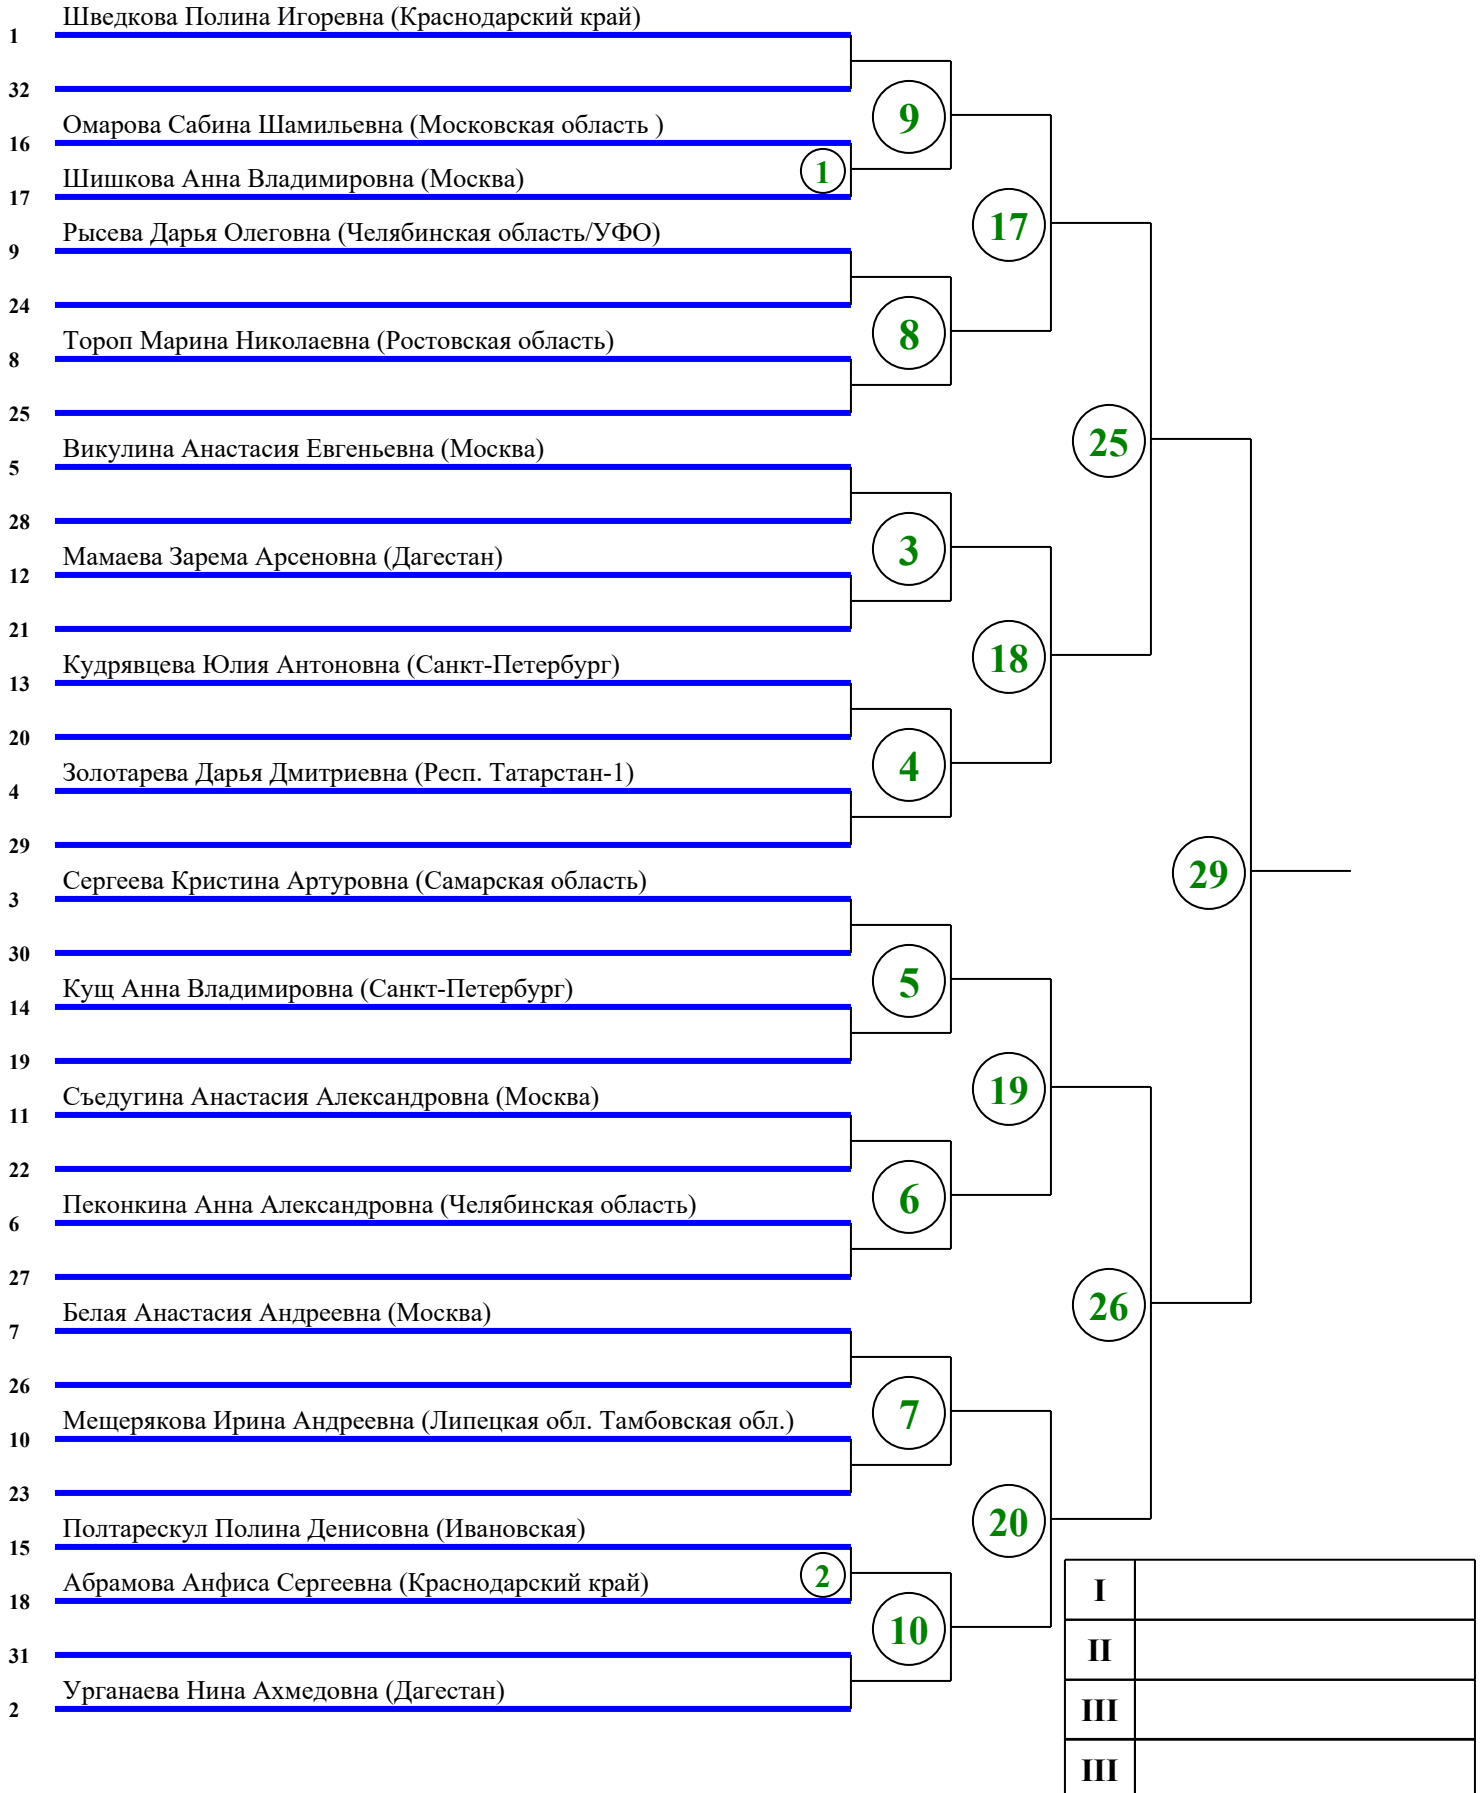 Шведкова Полина Игоревна (Краснодарский край)
1
32
9
Омарова Сабина Шамильевна (Московская область )
16
1
Шишкова Анна Владимировна (Москва)
17
17
Рысева Дарья Олеговна (Челябинская область/УФО)
9
24
8
Тороп Марина Николаевна (Ростовская область)
8
25
25
Викулина Анастасия Евгеньевна (Москва)
5
28
3
Мамаева Зарема Арсеновна (Дагестан)
12
21
18
Кудрявцева Юлия Антоновна (Санкт-Петербург)
13
20
4
Золотарева Дарья Дмитриевна (Респ. Татарстан-1)
4
29
29
Сергеева Кристина Артуровна (Самарская область)
3
30
5
Кущ Анна Владимировна (Санкт-Петербург)
14
19
19
Съедугина Анастасия Александровна (Москва)
11
22
6
Пеконкина Анна Александровна (Челябинская область)
6
27
26
Белая Анастасия Андреевна (Москва)
7
26
7
Мещерякова Ирина Андреевна (Липецкая обл. Тамбовская обл.)
10
23
20
Полтарескул Полина Денисовна (Ивановская)
15
2
Абрамова Анфиса Сергеевна (Краснодарский край)
18
I
10
31
II
Урганаева Нина Ахмедовна (Дагестан)
2
III
III